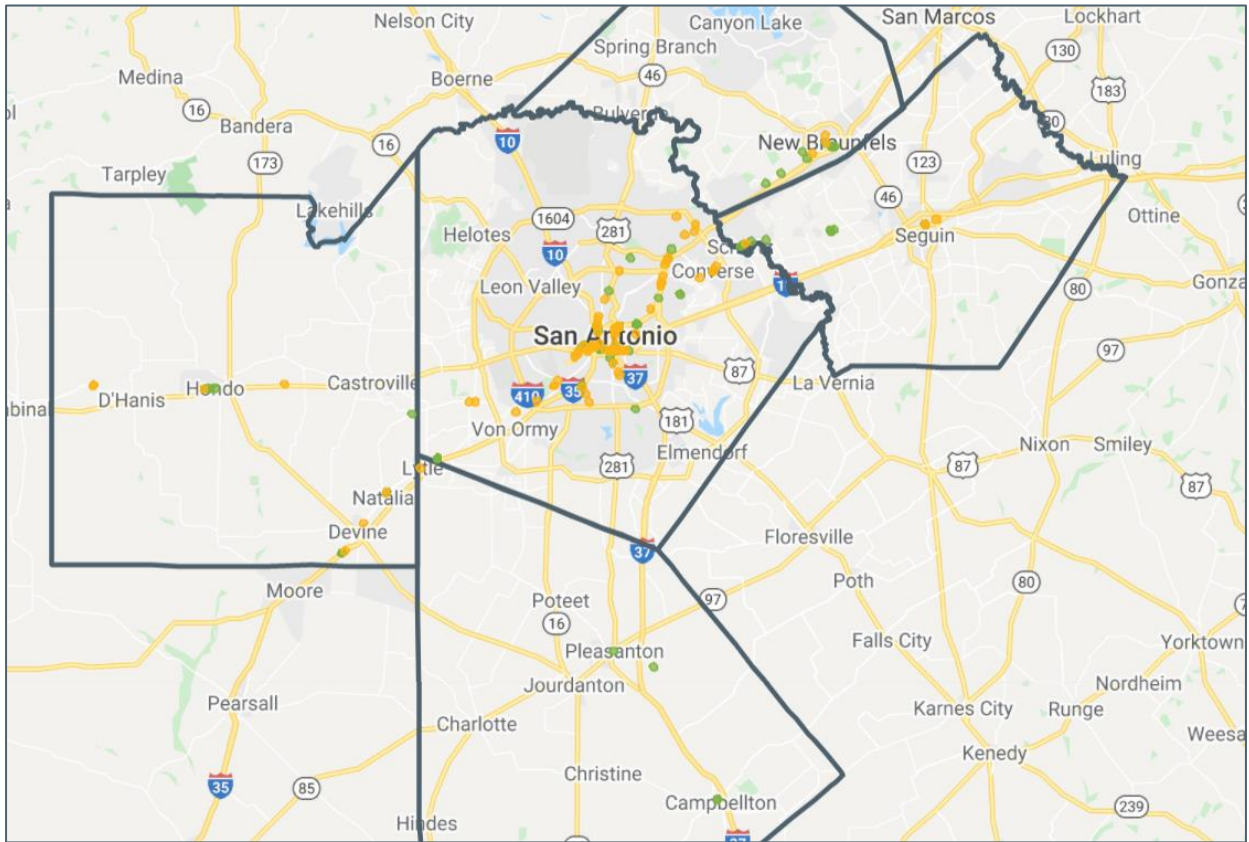 Nelson City
Canyon Lake
San Marcos
Lockhart
Spring Branch
130
Medina
Boerne
46
183
16
Bandera
Bulverde
10
16
New Braunfels
Luling
Tarpley
173
123
Lakehills
1604
46
Ottine
Helotes
281
Seguin
10
Converse
Leon Valley
80
San Antonio
97
Castroville
37
87
La Vernia
D'Hanis
Hondo
35
410
Von Ormy
181
Elmendorf
Nixon
Smiley
Lytle
281
87
87
Natalia
Devine
Floresville
37
Moore
Poth
80
Poteet
97
16
Falls City
Yorktown
Pleasanton
Jourdanton
Nordheim
Pearsall
Karnes City
Runge
Charlotte
Kenedy
Christine
35
85
Campbellton
239
Hindes
37